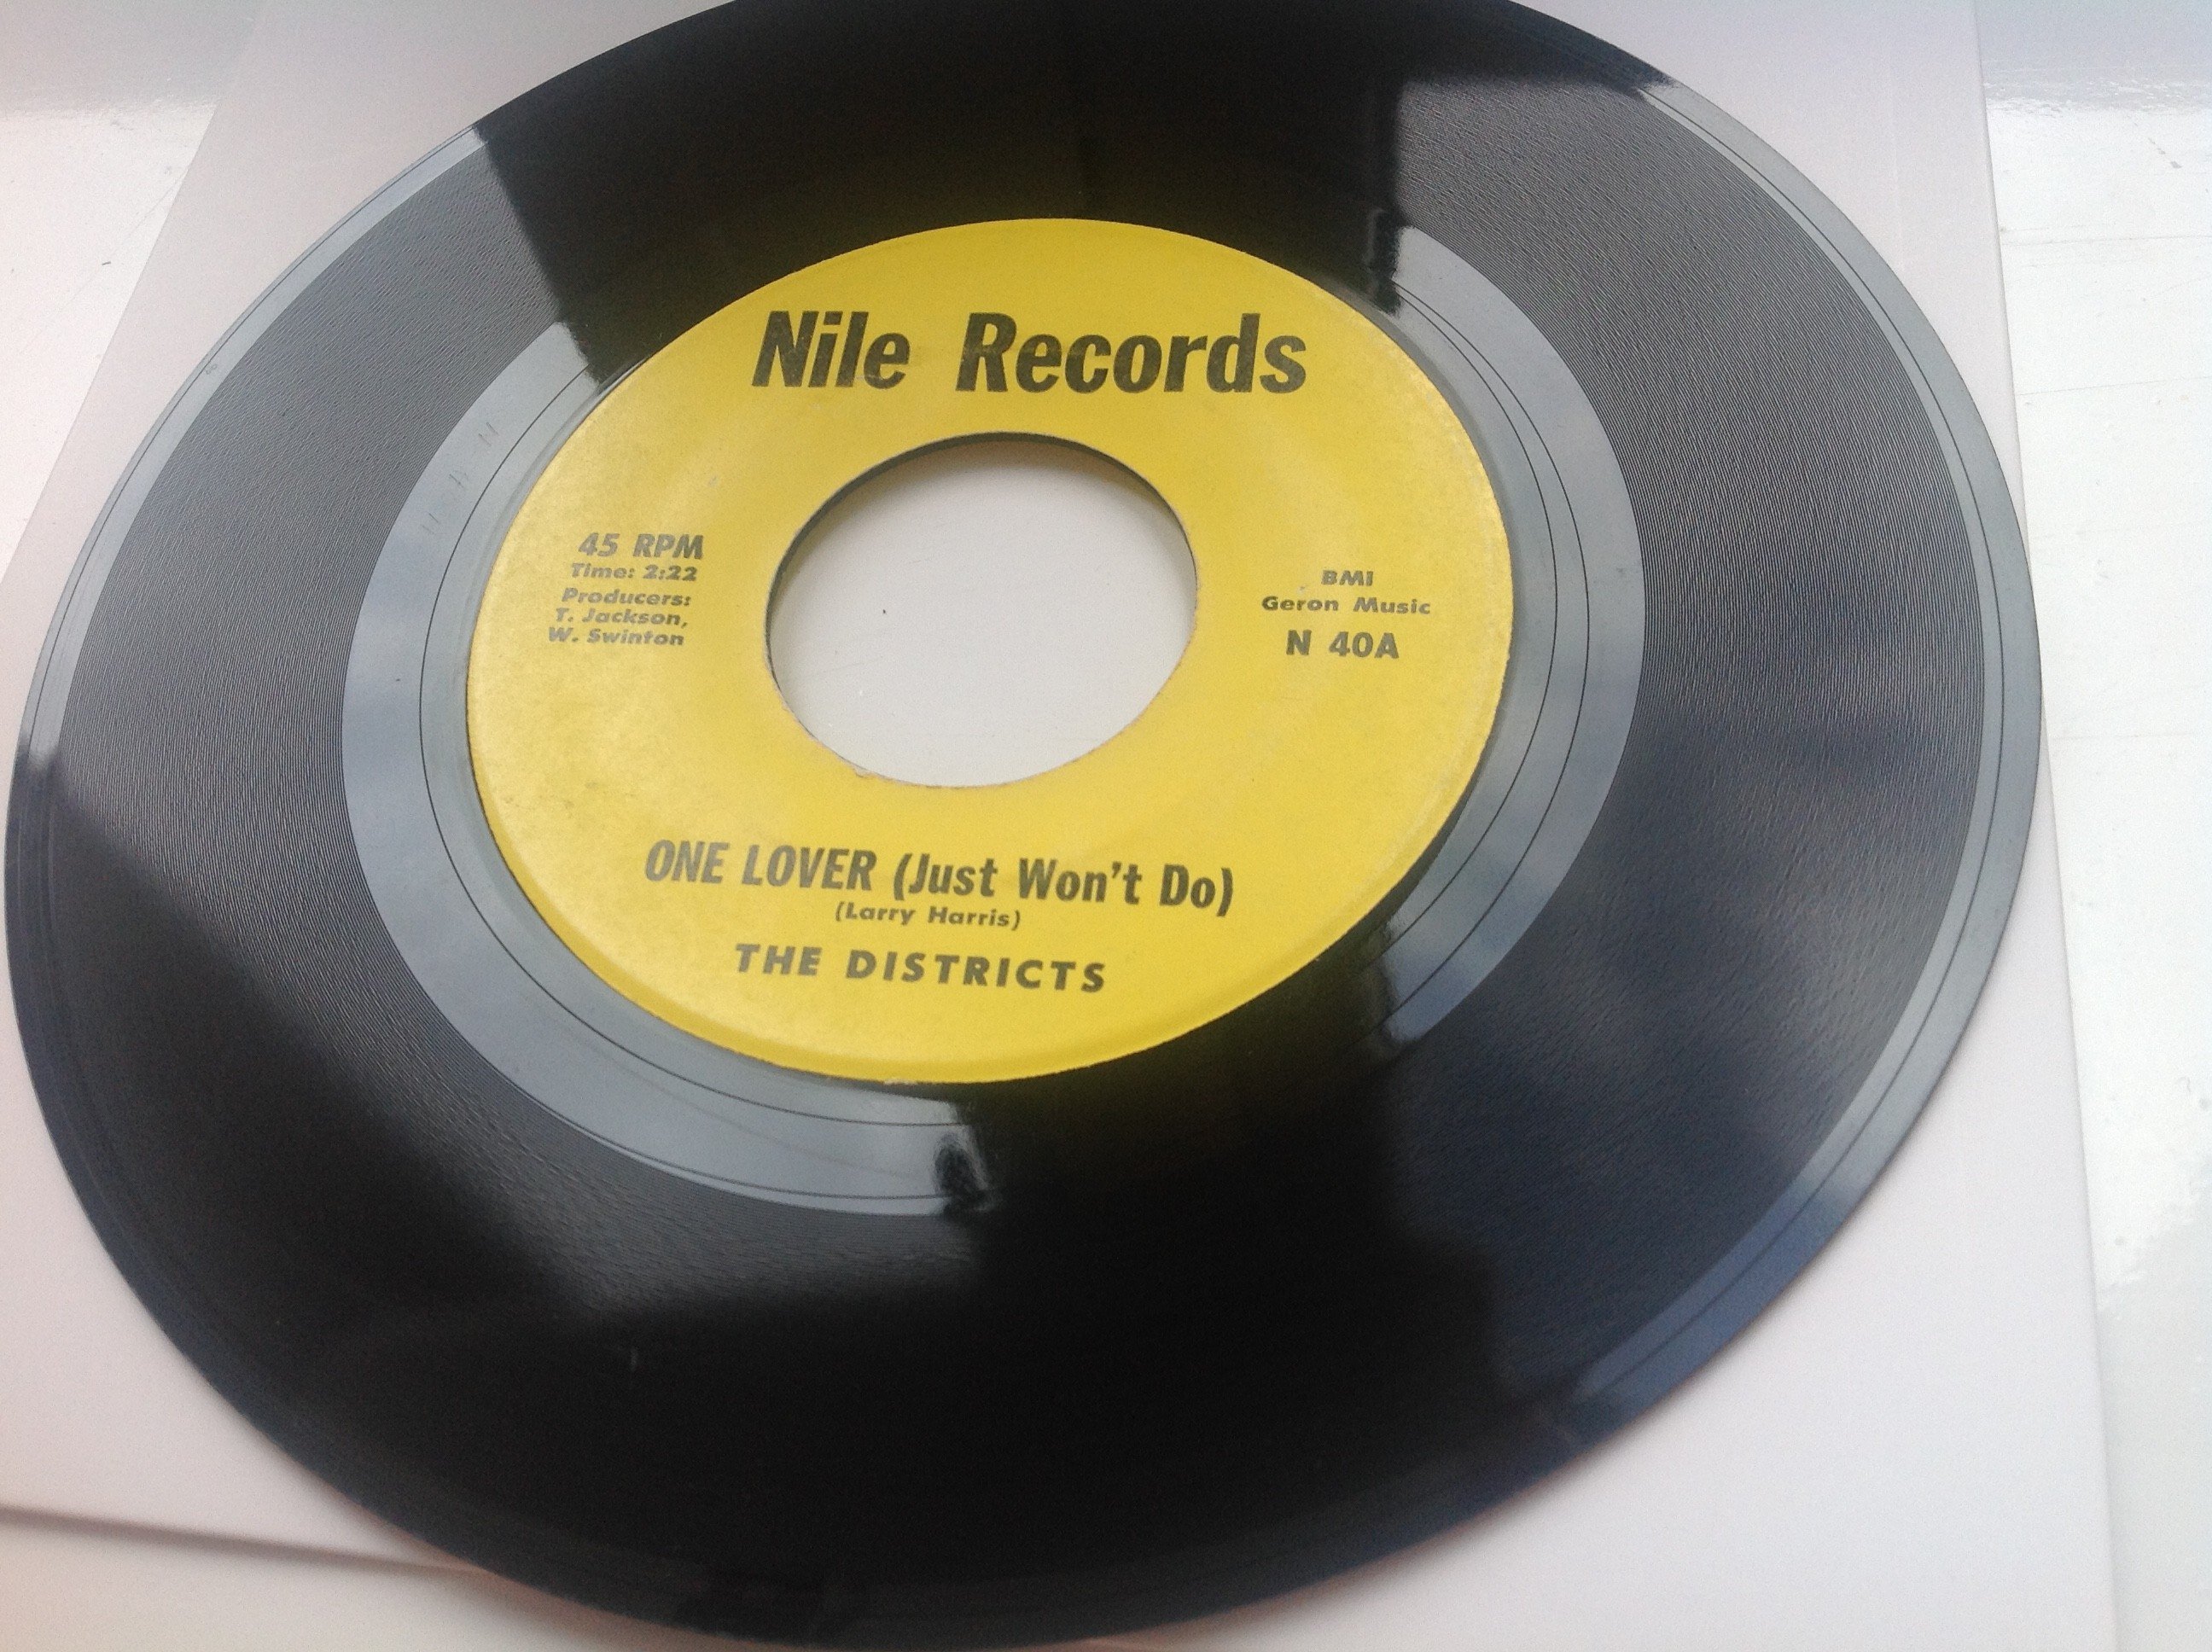 Nile Records
45 RPM
Time: 2:22
Producers:
T. Jackson,
W. Swinton
BMI
Geron Music
N 40A
ONE LOVER (Just Won't Do)
(Larry Harris)
THE DISTRICTS